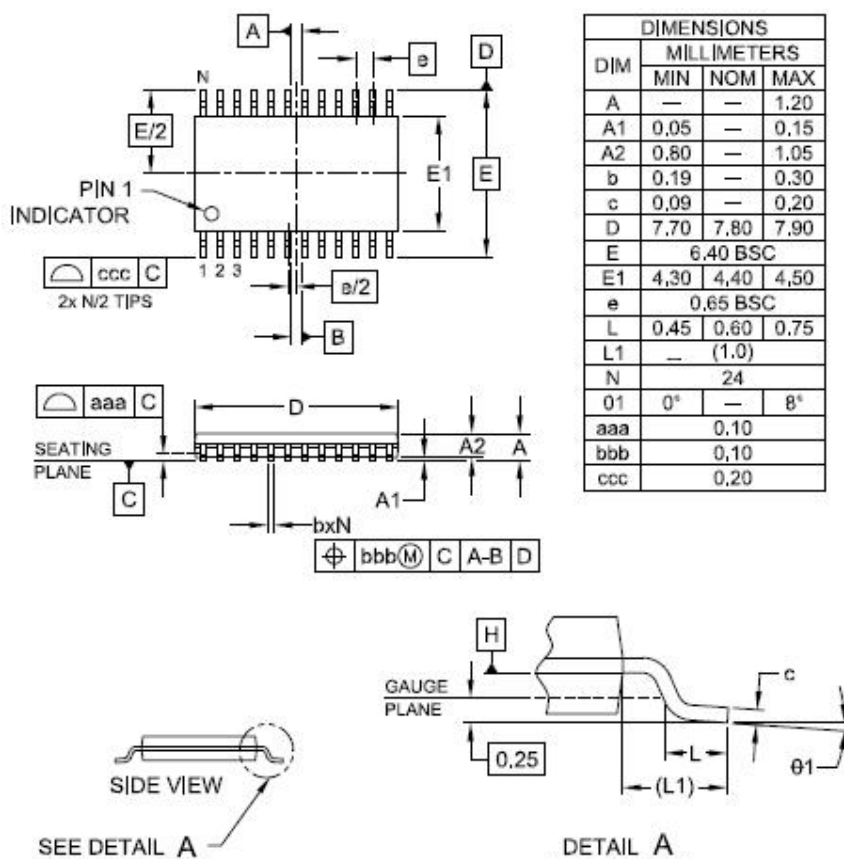 A
e
D
N
E/2
E1
E
PIN 1
INDICATOR
ccc C
1 2 3
2x N/2 TIPS
e/2
B
aaa C
D
SEATING
PLANE
A2
A
C
A1
bxN
bbb Ⓜ C A-B D
DIMENSIONS
DIM MILLIMETERS
MIN NOM MAX
A — — 1.20
A1 0.05 — 0.15
A2 0.80 — 1.05
b 0.19 — 0.30
c 0.09 — 0.20
D 7.70 7.80 7.90
E 6.40 BSC
E1 4.30 4.40 4.50
e 0.65 BSC
L 0.45 0.60 0.75
L1 – (1.0)
N 24
01 0° — 8°
aaa 0.10
bbb 0.10
ccc 0.20
H
GAUGE
PLANE
c
0.25
L
(L1)
θ1
SIDE VIEW
SEE DETAIL A
DETAIL A